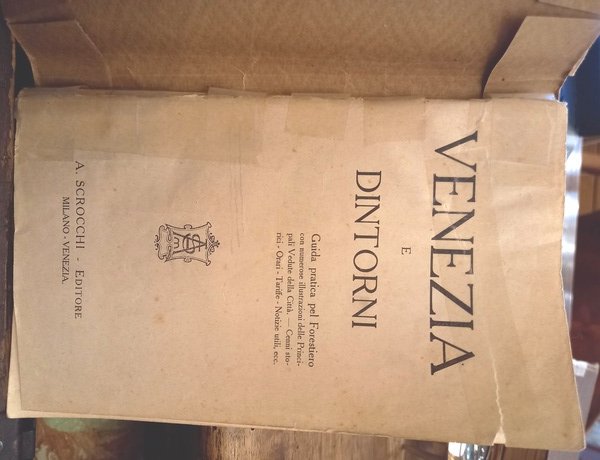 VENEZIA
E
DINTORNI
Guida pratica pel Forestiero
con numerose illustrazioni delle Princi-
pali Vedute della Città. — Cenni sto-
rici - Orari - Tariffe - Notizie utili, ecc.
A. SCROCCHI - EDITORE
MILANO - VENEZIA.